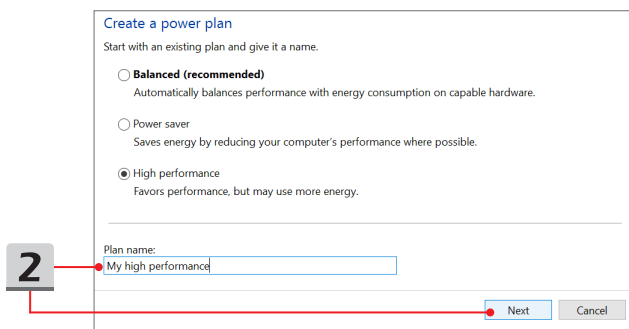 Create a power plan
Start with an existing plan and give it a name.
Balanced (recommended)
Automatically balances performance with energy consumption on capable hardware.
Power saver
Saves energy by reducing your computer's performance where possible.
High performance
Favors performance, but may use more energy.
Plan name:
2
My high performance
Next Cancel